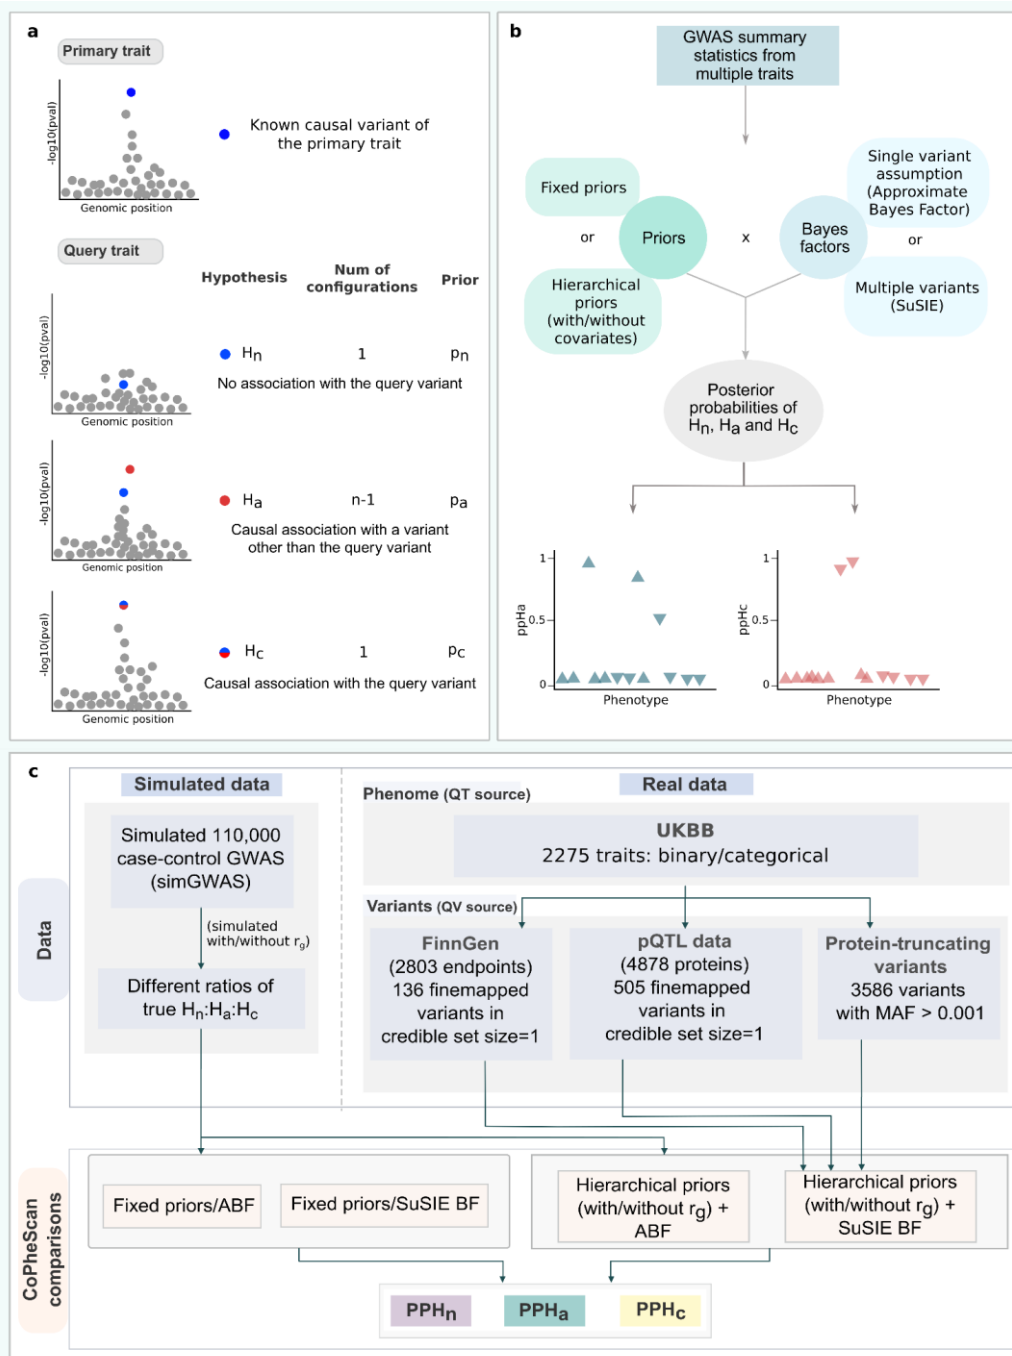 a
Primary trait
-log10(pval)
Genomic position
Known causal variant of
the primary trait
Query trait
Hypothesis
Num of
configurations
Prior
-log10(pval)
Genomic position
Hn
1
pn
No association with the query variant
-log10(pval)
Genomic position
Ha
n-1
pa
Causal association with a variant
other than the query variant
-log10(pval)
Genomic position
Hc
1
pc
Causal association with the query variant
b
GWAS summary
statistics from
multiple traits
Fixed priors
or
Hierarchical
priors
(with/without
covariates)
Priors
x
Bayes
factors
Single variant
assumption
(Approximate
Bayes Factor)
or
Multiple variants
(SuSIE)
Posterior
probabilities of
Hn, Ha and Hc
ppHa
1
0.5
0
Phenotype
ppHc
1
0.5
0
Phenotype
c
Data
Simulated data
Simulated 110,000
case-control GWAS
(simGWAS)
(simulated
with/without rg)
Different ratios of
true Hn:Ha:Hc
Real data
Phenome (QT source)
UKBB
2275 traits: binary/categorical
Variants (QV source)
FinnGen
(2803 endpoints)
136 finemapped
variants in
credible set size=1
pQTL data
(4878 proteins)
505 finemapped
variants in
credible set size=1
Protein-truncating
variants
3586 variants
with MAF > 0.001
CoPheScan
comparisons
Fixed priors/ABF
Fixed priors/SuSIE BF
Hierarchical priors
(with/without rg) +
ABF
Hierarchical priors
(with/without rg) +
SuSIE BF
PPHn
PPHa
PPHc